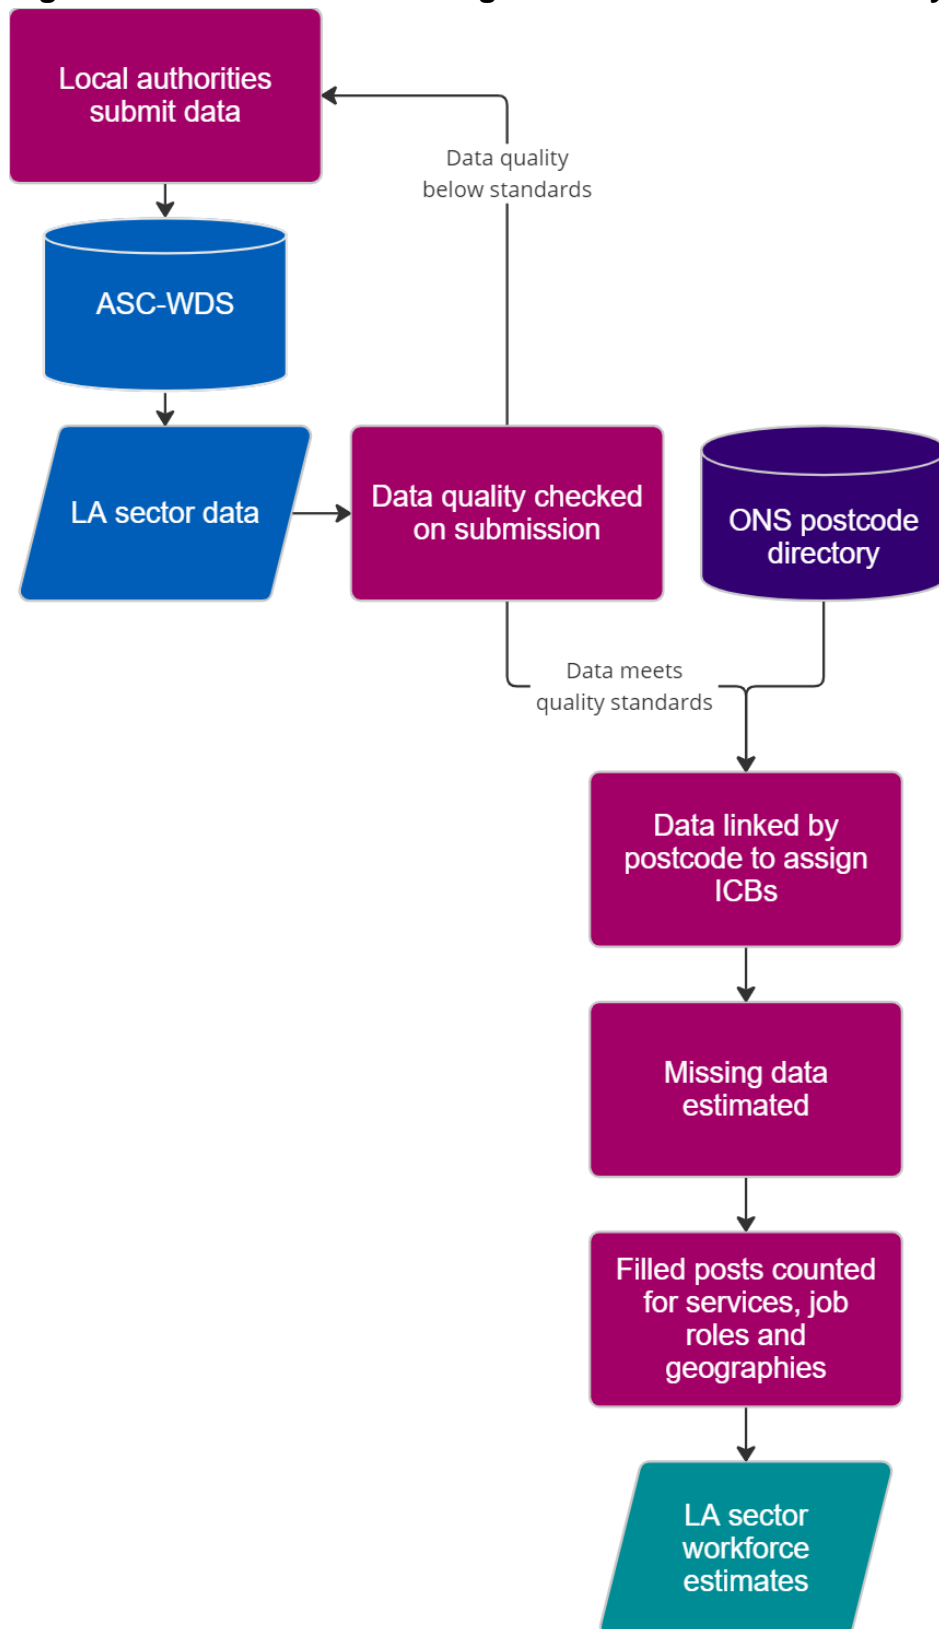 Local authorities
submit data
Data quality
below standards
ASC-WDS
LA sector data
Data quality checked
on submission
ONS postcode
directory
Data meets
quality standards
Data linked by
postcode to assign
ICBs
Missing data
estimated
Filled posts counted
for services, job
roles and
geographies
LA sector
workforce
estimates